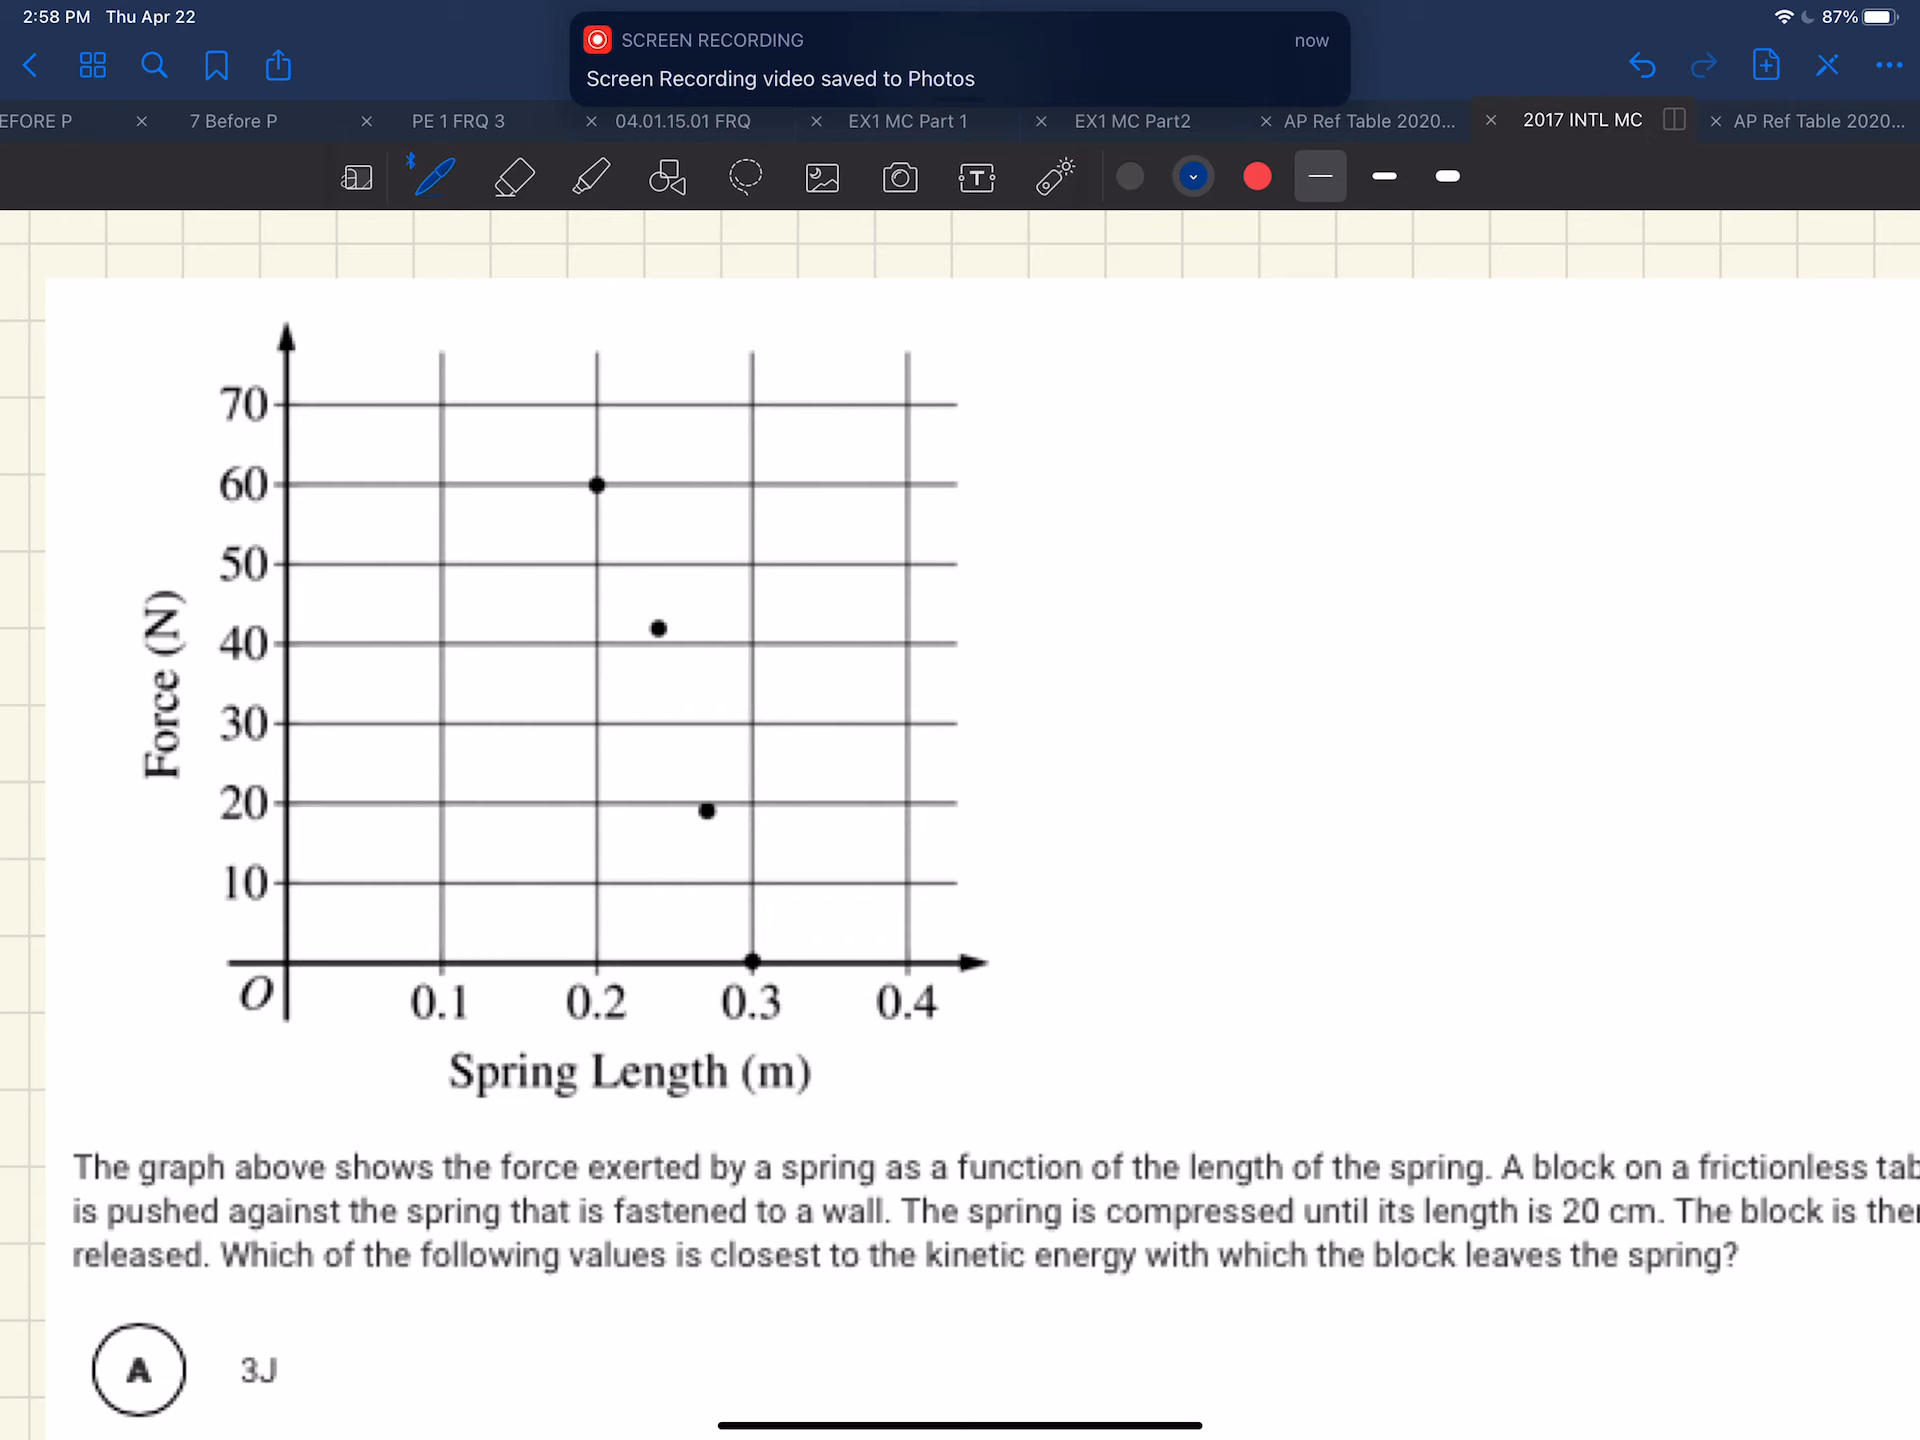 2:58 PM Thu Apr 22
87%
SCREEN RECORDING
now
Screen Recording video saved to Photos
EFORE P
7 Before P
PE 1 FRQ 3
04.01.15.01 FRQ
EX1 MC Part 1
EX1 MC Part2
AP Ref Table 2020...
2017 INTL MC
AP Ref Table 2020...
T
70
60
50
40
30
20
10
Force (N)
O
0.1 0.2 0.3 0.4
Spring Length (m)
The graph above shows the force exerted by a spring as a function of the length of the spring. A block on a frictionless tab
is pushed against the spring that is fastened to a wall. The spring is compressed until its length is 20 cm. The block is the
released. Which of the following values is closest to the kinetic energy with which the block leaves the spring?
A 3J